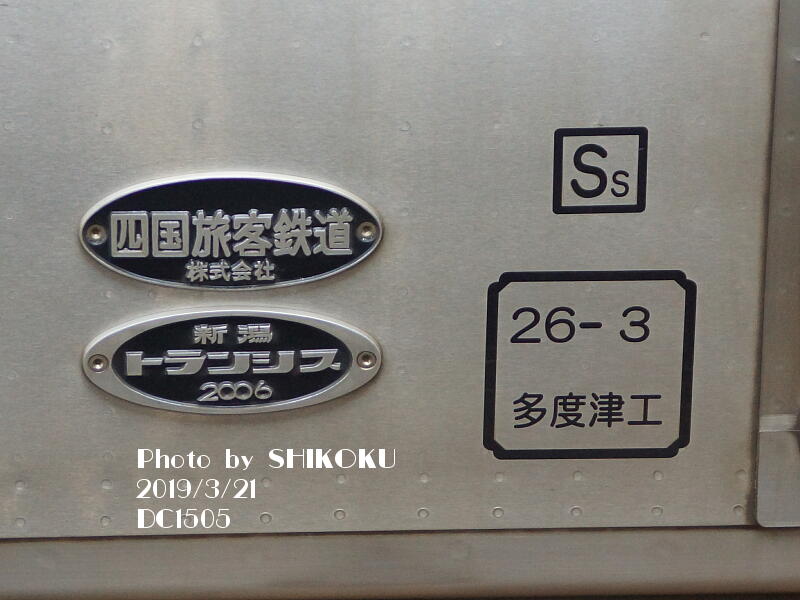 四国旅客鉄道
株式会社
新潟
トランシス
2006
Ss
26-3
多度津工
Photo by SHIKOKU
2019/3/21
DC1505